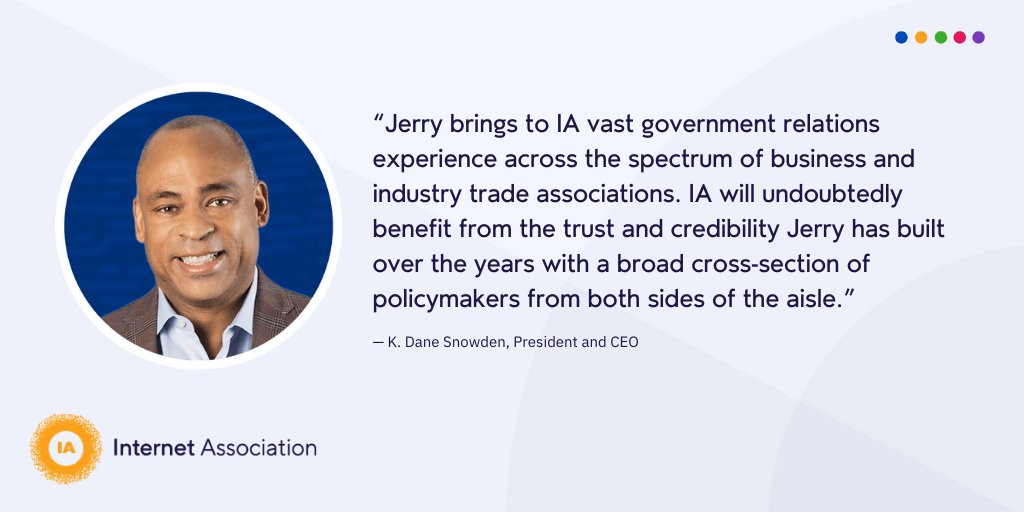 “Jerry brings to IA vast government relations
experience across the spectrum of business and
industry trade associations. IA will undoubtedly
benefit from the trust and credibility Jerry has built
over the years with a broad cross-section of
policymakers from both sides of the aisle.”
— K. Dane Snowden, President and CEO
IA
Internet Association